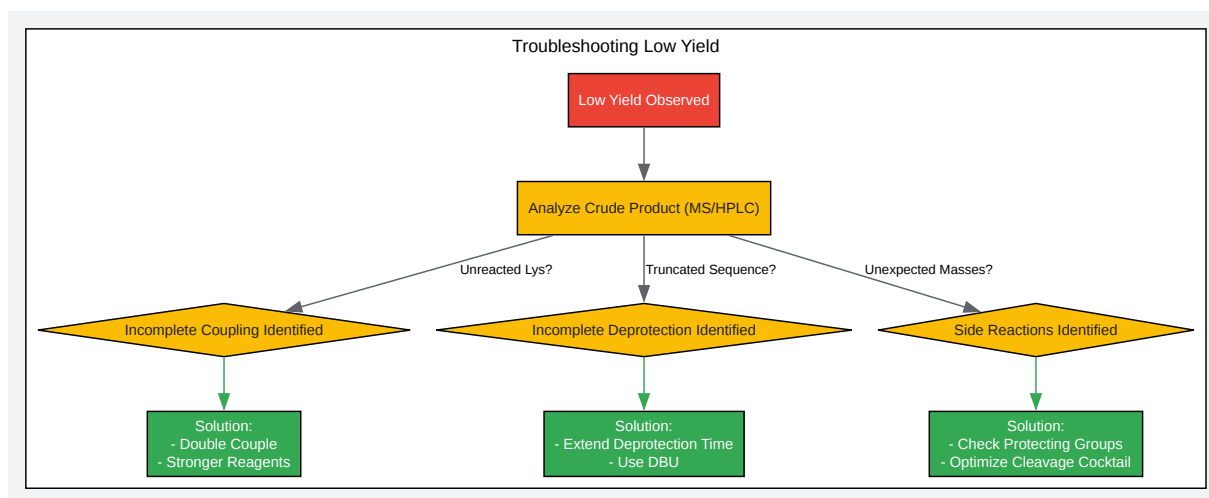 Troubleshooting Low Yield
Low Yield Observed
Analyze Crude Product (MS/HPLC)
Unreacted Lys?
Truncated Sequence?
Unexpected Masses?
Incomplete Coupling Identified
Incomplete Deprotection Identified
Side Reactions Identified
Solution:
- Double Couple
- Stronger Reagents
Solution:
- Extend Deprotection Time
- Use DBU
Solution:
- Check Protecting Groups
- Optimize Cleavage Cocktail